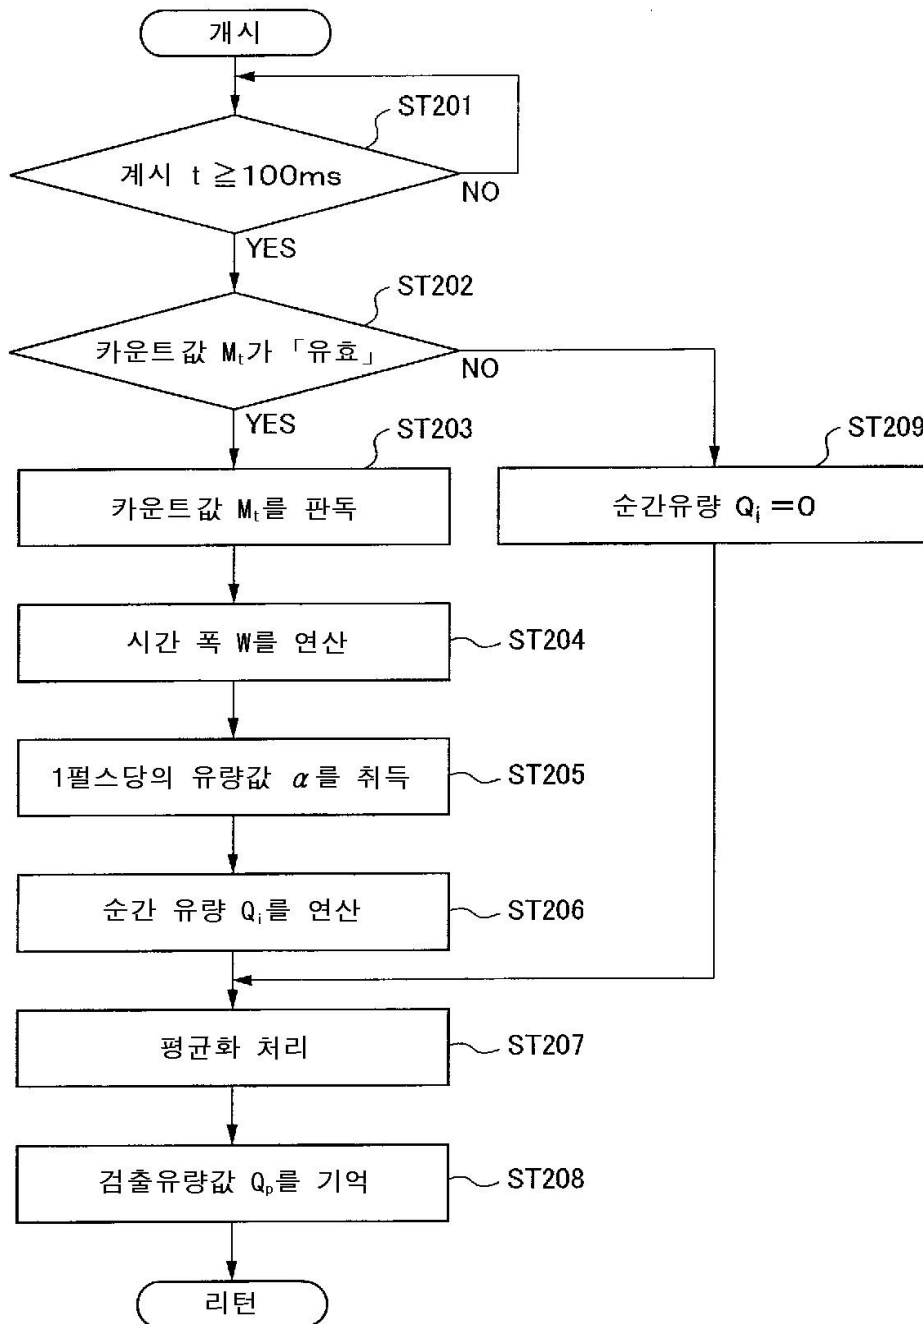 개시
ST201
계시 t ≧100ms
NO
YES
ST202
카운트값 Mt가 「유효」
NO
YES
ST203
ST209
카운트값 Mt를 판독
순간유량 Qi=0
시간 폭 W를 연산
ST204
1펄스당의 유량값 α를 취득
ST205
순간 유량 Qi를 연산
ST206
평균화 처리
ST207
검출유량값 Qp를 기억
ST208
리턴